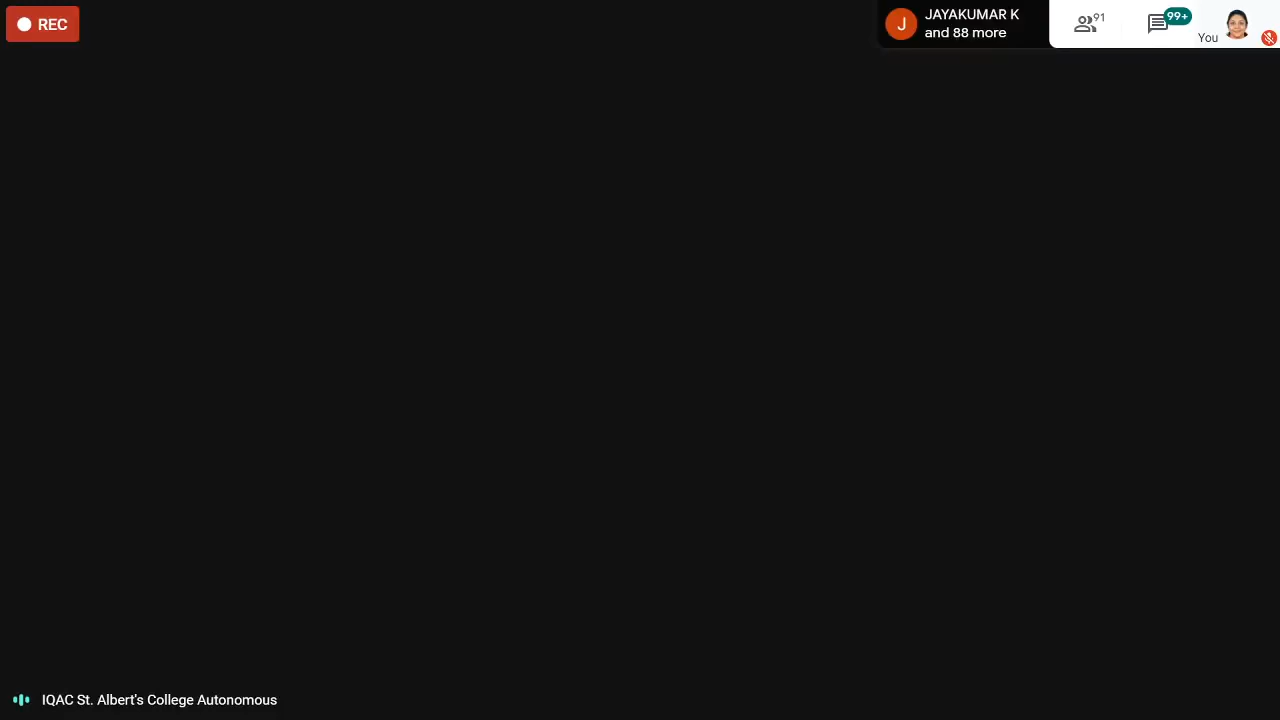 REC
JAYAKUMAR K
and 88 more
91
99+
You
IQAC St. Albert's College Autonomous